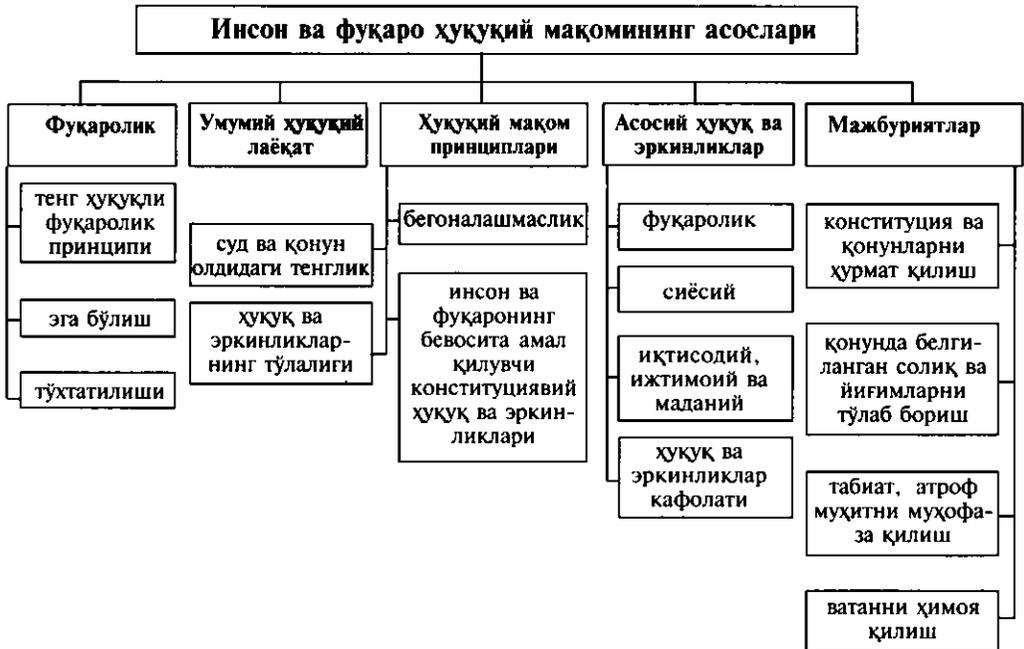 Инсон ва фуқаро ҳуқуқий мақомининг асослари
Фуқаролик
тенг ҳуқуқли
фуқаролик
принципи
эга бўлиш
тўхтатилиши
Умумий ҳуқуқий
лаёқат
суд ва қонун
олдидаги тенглик
ҳуқуқ ва
эркинликлар-
нинг тўлалиги
Ҳуқуқий мақом
принциплари
бегоналашмаслик
инсон ва
фуқаронинг
бевосита амал
қилувчи
конституциявий
ҳуқуқ ва эркин-
ликлари
Асосий ҳуқуқ ва
эркинликлар
фуқаролик
сиёсий
иқтисодий,
ижтимоий ва
маданий
ҳуқуқ ва
эркинликлар
кафолати
Мажбуриятлар
конституция ва
қонунларни
ҳурмат қилиш
қонунда белги-
ланган солиқ ва
йиғимларни
тўлаб бориш
табиат, атроф
муҳитни муҳофа-
за қилиш
ватанни ҳимоя
қилиш